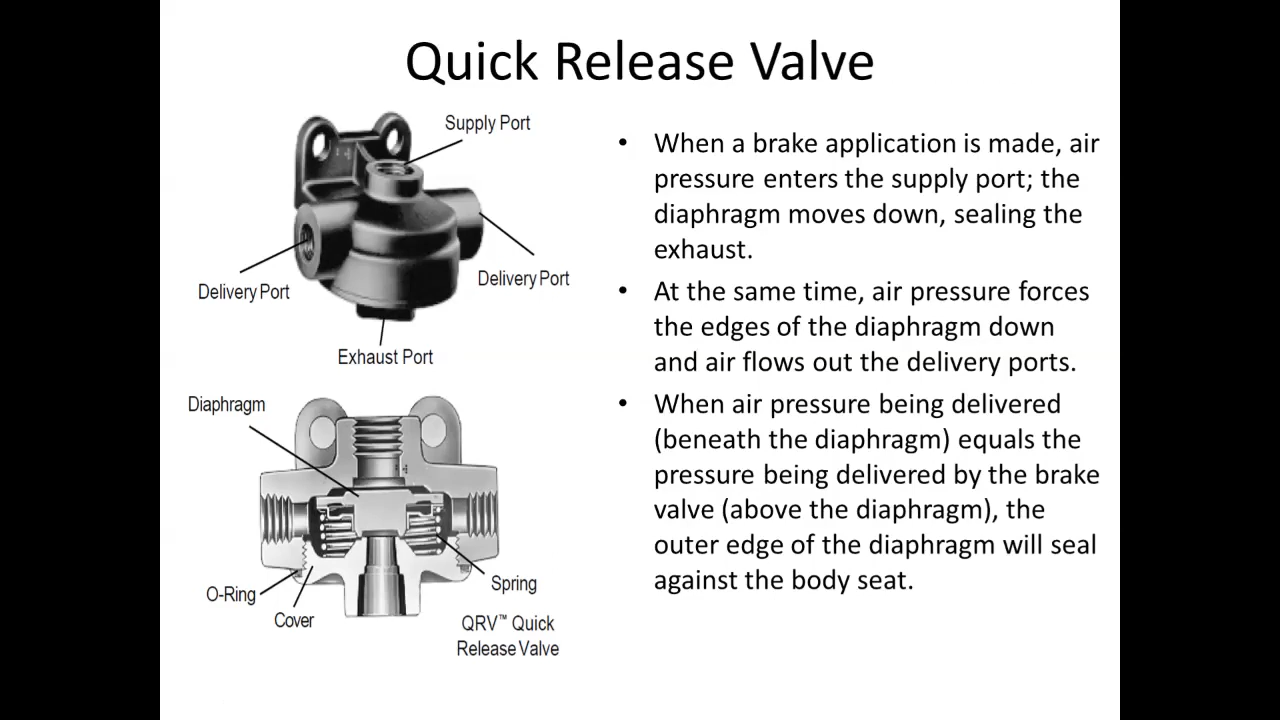 Quick Release Valve
Supply Port
Delivery Port
Delivery Port
Exhaust Port
Diaphragm
O-Ring
Cover
Spring
QRV™ Quick
Release Valve
• When a brake application is made, air
pressure enters the supply port; the
diaphragm moves down, sealing the
exhaust.
• At the same time, air pressure forces
the edges of the diaphragm down
and air flows out the delivery ports.
• When air pressure being delivered
(beneath the diaphragm) equals the
pressure being delivered by the brake
valve (above the diaphragm), the
outer edge of the diaphragm will seal
against the body seat.